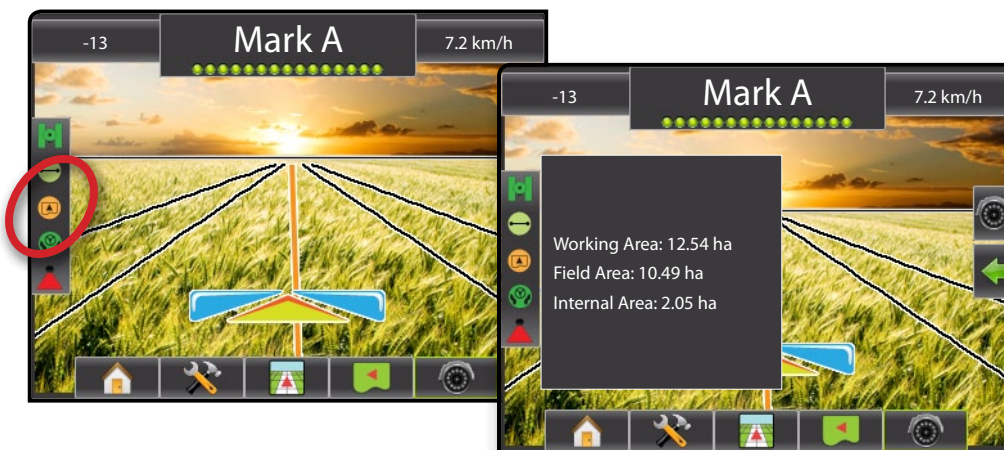 -13
Mark A
7.2 km/h
-13
Mark A
7.2 km/h
Working Area: 12.54 ha
Field Area: 10.49 ha
Internal Area: 2.05 ha